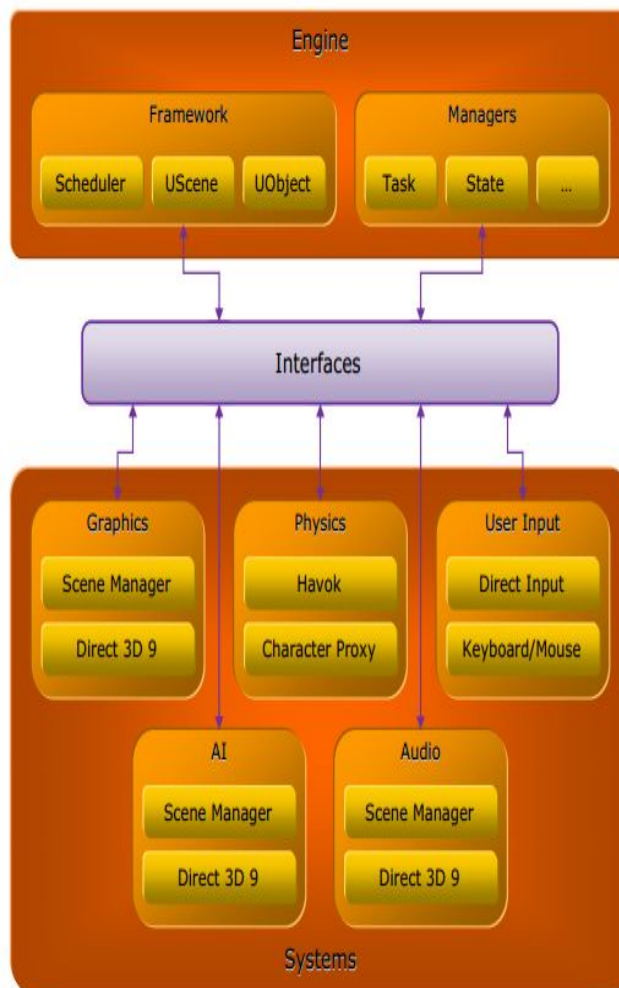 Engine
Framework
Managers
Scheduler
UScene
UObject
Task
State
...
Interfaces
Graphics
Scene Manager
Direct 3D 9
Physics
Havok
Character Proxy
User Input
Direct Input
Keyboard/Mouse
AI
Scene Manager
Direct 3D 9
Audio
Scene Manager
Direct 3D 9
Systems